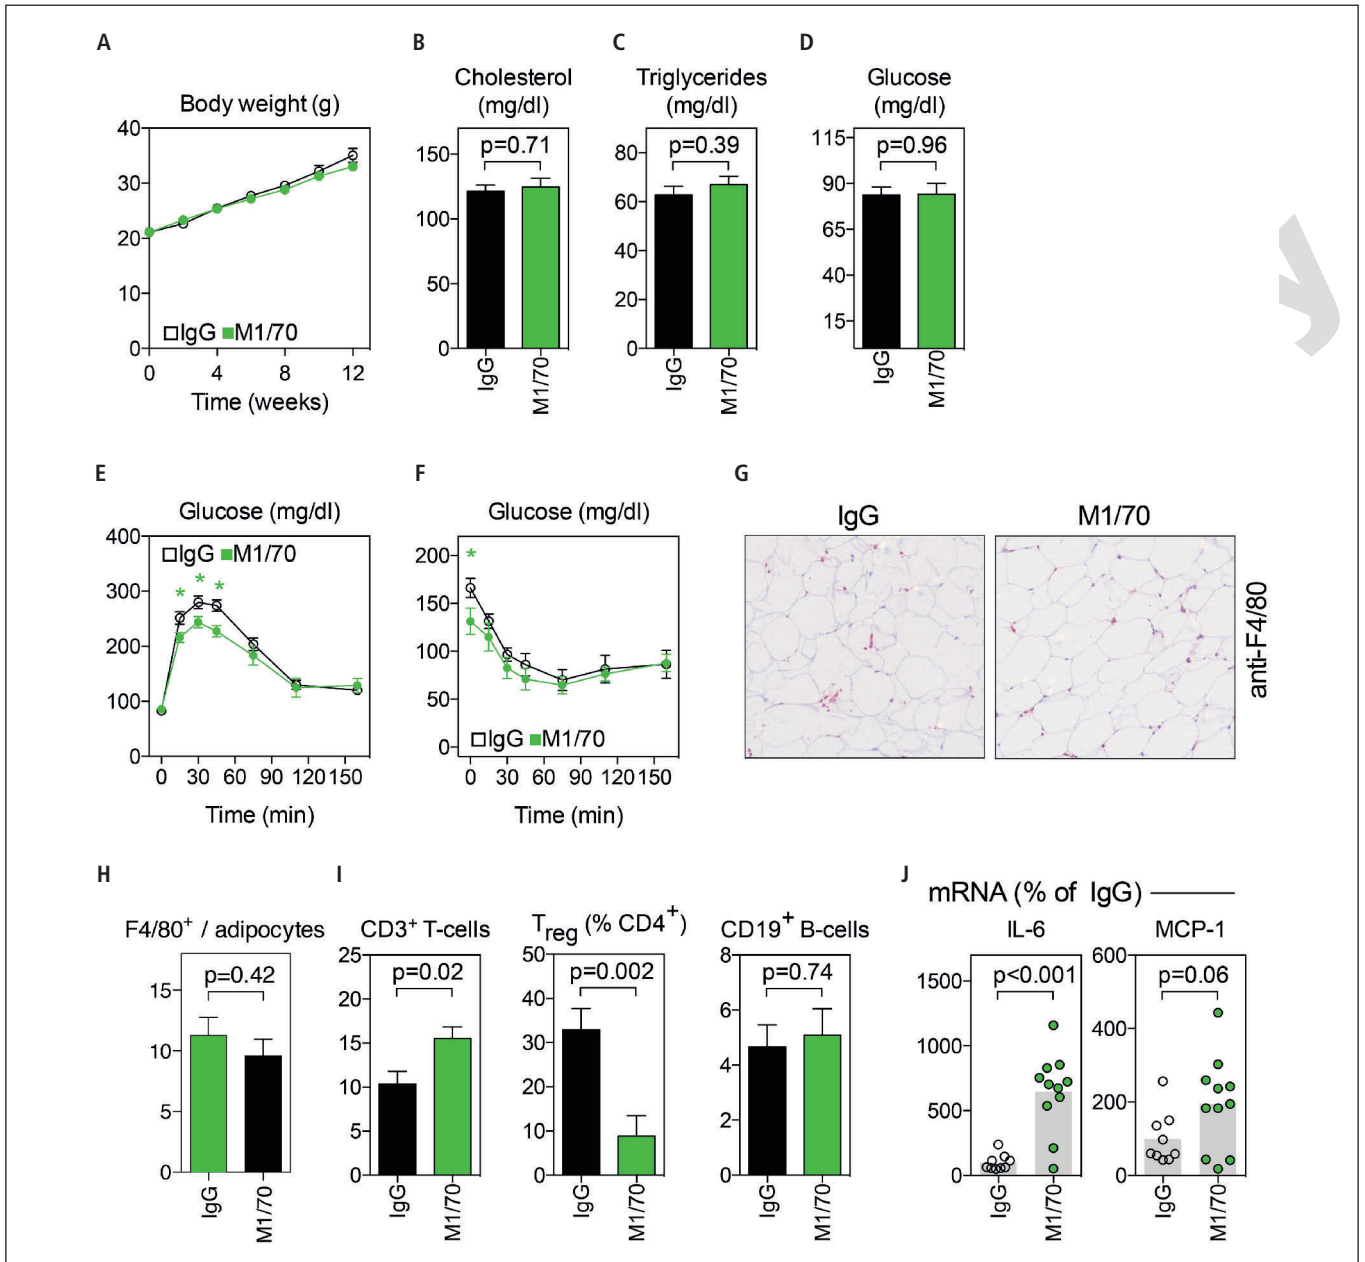 A
B
C
D
Body weight (g)
Cholesterol
(mg/dl)
Triglycerides
(mg/dl)
Glucose
(mg/dl)
40
30
20
10
0
IgG M1/70
0 4 8 12
Time (weeks)
150
100
50
0
p=0.71
IgG
M1/70
80
60
40
20
0
p=0.39
IgG
M1/70
115
90
65
40
15
p=0.96
IgG
M1/70
y
E
F
G
Glucose (mg/dl)
400
300
200
100
0
IgG M1/70
* * *
0 30 60 90 120 150
Time (min)
Glucose (mg/dl)
200
150
100
50
0
*
IgG M1/70
0 30 60 90 120 150
Time (min)
IgG
M1/70
anti-F4/80
H
I
J
F4/80+ / adipocytes
15
10
5
0
p=0.42
IgG
M1/70
CD3+ T-cells
25
20
15
10
5
0
p=0.02
IgG
M1/70
Treg (% CD4+)
50
40
30
20
10
0
p=0.002
IgG
M1/70
CD19+ B-cells
8
6
4
2
0
p=0.74
IgG
M1/70
mRNA (% of IgG)
IL-6
1500
1000
500
0
p<0.001
IgG
M1/70
MCP-1
600
400
200
0
p=0.06
IgG
M1/70